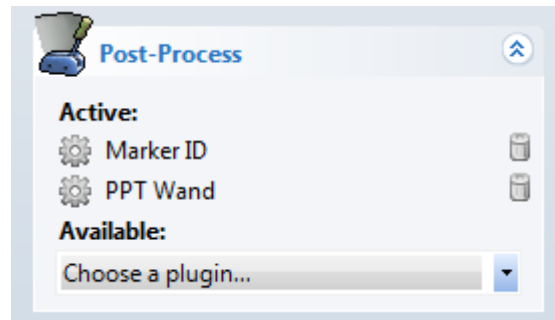 Post-Process
Active:
Marker ID
PPT Wand
Available:
Choose a plugin...